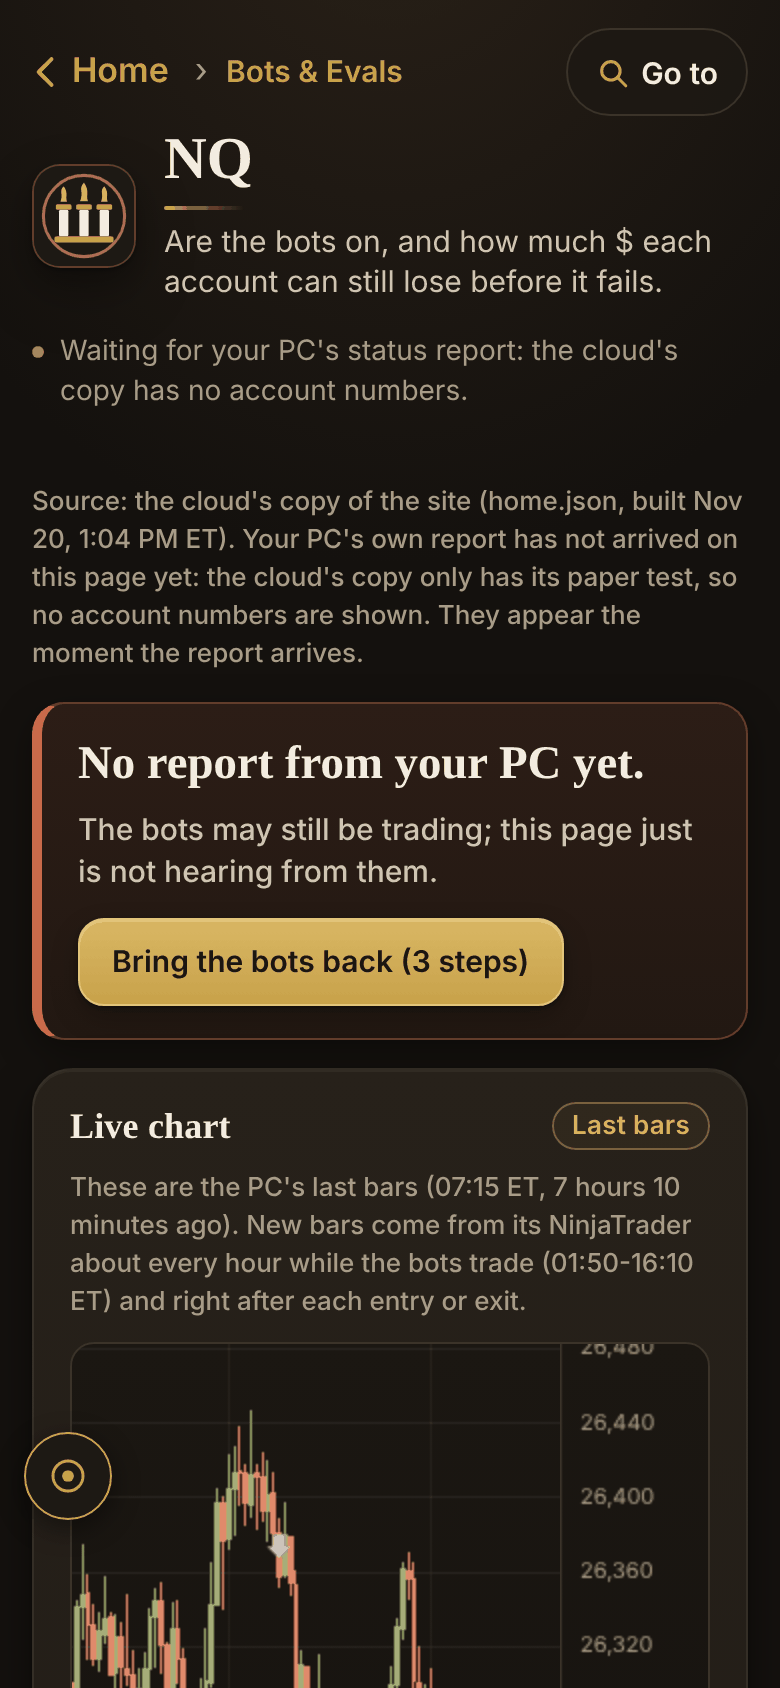 Home › Bots & Evals
Go to
NQ
Are the bots on, and how much $ each
account can still lose before it fails.
Waiting for your PC's status report: the cloud's
copy has no account numbers.
Source: the cloud's copy of the site (home.json, built Nov
20, 1:04 PM ET). Your PC's own report has not arrived on
this page yet: the cloud's copy only has its paper test, so
no account numbers are shown. They appear the
moment the report arrives.
No report from your PC yet.
The bots may still be trading; this page just
is not hearing from them.
Bring the bots back (3 steps)
Live chart
Last bars
These are the PC's last bars (07:15 ET, 7 hours 10
minutes ago). New bars come from its NinjaTrader
about every hour while the bots trade (01:50-16:10
ET) and right after each entry or exit.
26,480
26,440
26,400
26,360
26,320